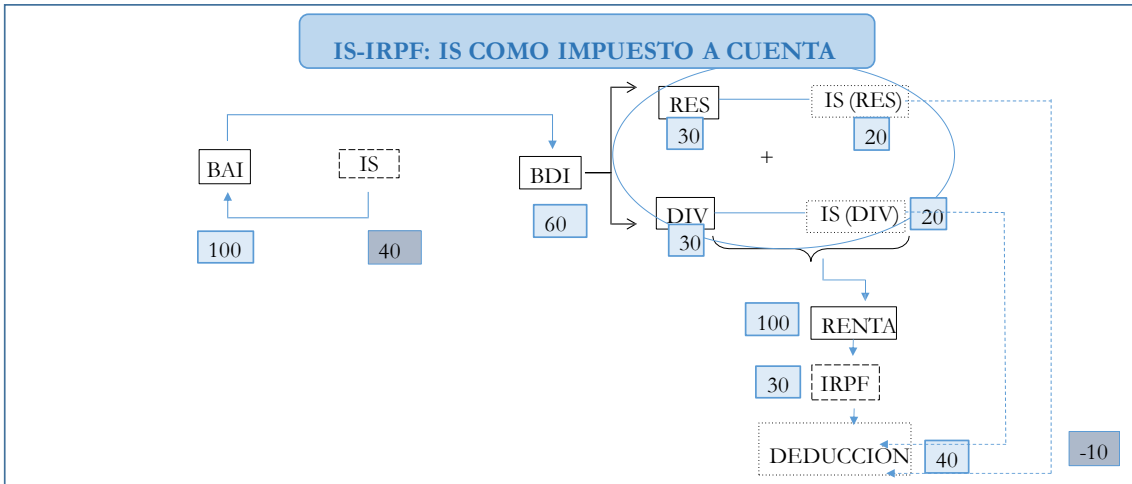 IS-IRPF: IS COMO IMPUESTO A CUENTA
RES
IS (RES)
30
20
+
BAI
IS
BDI
100
40
60
DIV
IS (DIV)
20
30
100
RENTA
30
IRPF
DEDUCCIÓN
40
-10